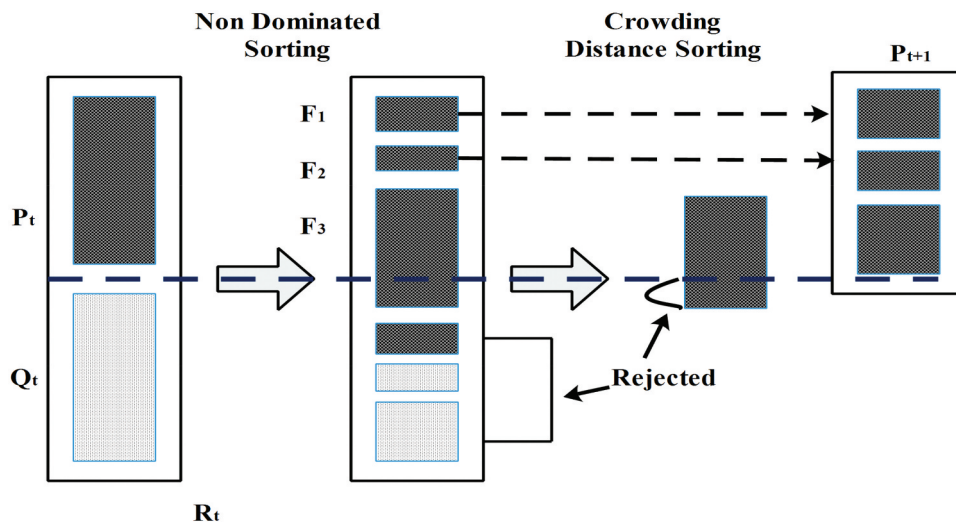 Non Dominated
Sorting
Crowding
Distance Sorting
Pt+1
F1
F2
Pt
F3
Qt
Rejected
Rt